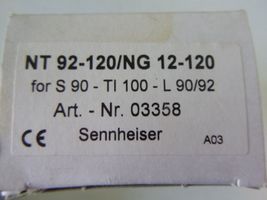 NT 92-120/NG 12-120
for S 90 - TI 100 - L 90/92
Art. - Nr. 03358
CE Sennheiser A03